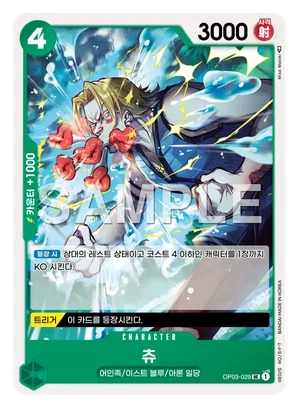 4
3000
사격
射
카운터 +1000
SAMPLE
등장 시 상대의 레스트 상태이고 코스트 4 이하인 캐릭터를 1장까지
KO 시킨다.
트리거 이 카드를 등장시킨다.
CHARACTER
츄
어인족/이스트 블루/아론 일당
OP03-029 UC 1
BANDAI MADE IN KOREA